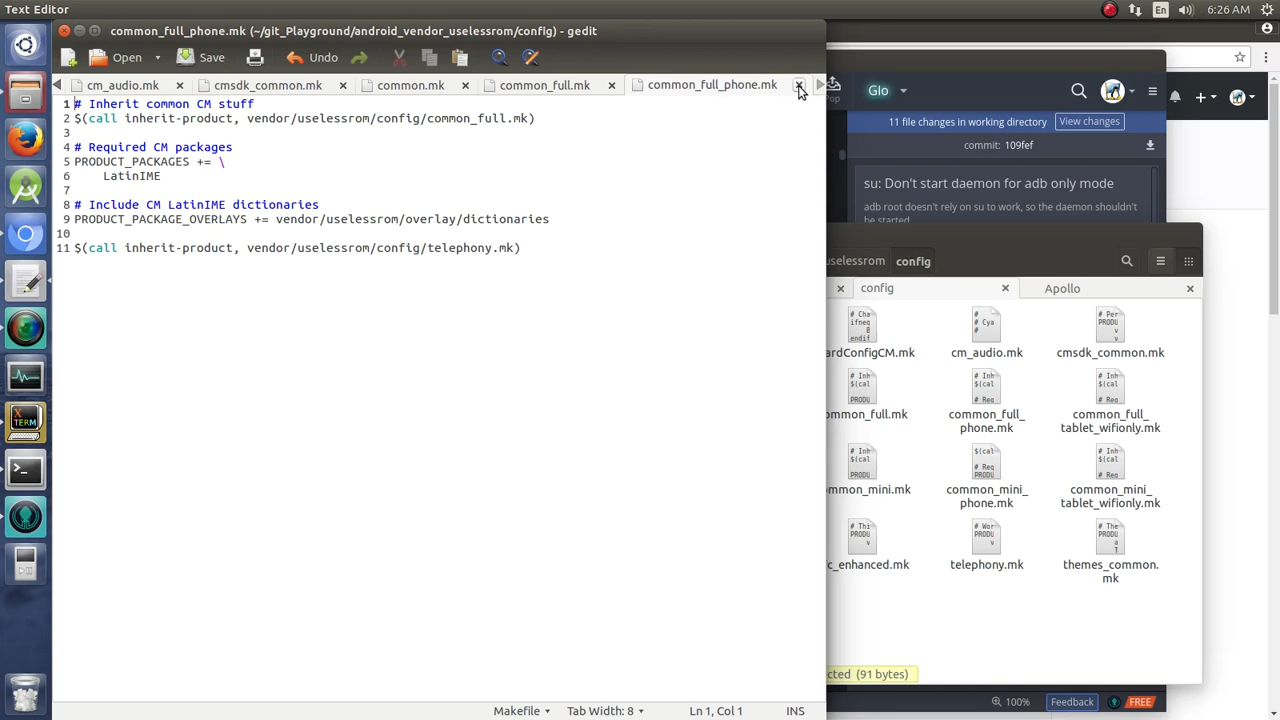 Text Editor
En
6:26 AM
common_full_phone.mk (~/git_Playground/android_vendor_uselessrom/config) - gedit
Open
Save
Undo
cm_audio.mk
cmsdk_common.mk
common.mk
common_full.mk
common_full_phone.mk
1 # Inherit common CM stuff
2 $(call inherit-product, vendor/uselessrom/config/common_full.mk)
3
4 # Required CM packages
5 PRODUCT_PACKAGES += \
6 LatinIME
7
8 # Include CM LatinIME dictionaries
9 PRODUCT_PACKAGE_OVERLAYS += vendor/uselessrom/overlay/dictionaries
10
11 $(call inherit-product, vendor/uselessrom/config/telephony.mk)
Makefile
Tab Width: 8
Ln 1, Col 1
INS
Pop
Glo
11 file changes in working directory
View changes
commit: 109fef
su: Don't start daemon for adb only mode
adb root doesn't rely on su to work, so the daemon shouldn't
be started
uselessrom
config
config
Apollo
ardConfigCM.mk
cm_audio.mk
cmsdk_common.mk
ommon_full.mk
common_full_
phone.mk
common_full_
tablet_wifionly.mk
ommon_mini.mk
common_mini_
phone.mk
common_mini_
tablet_wifionly.mk
c_enhanced.mk
telephony.mk
themes_common.
mk
cted (91 bytes)
100%
Feedback
FREE
XTERM